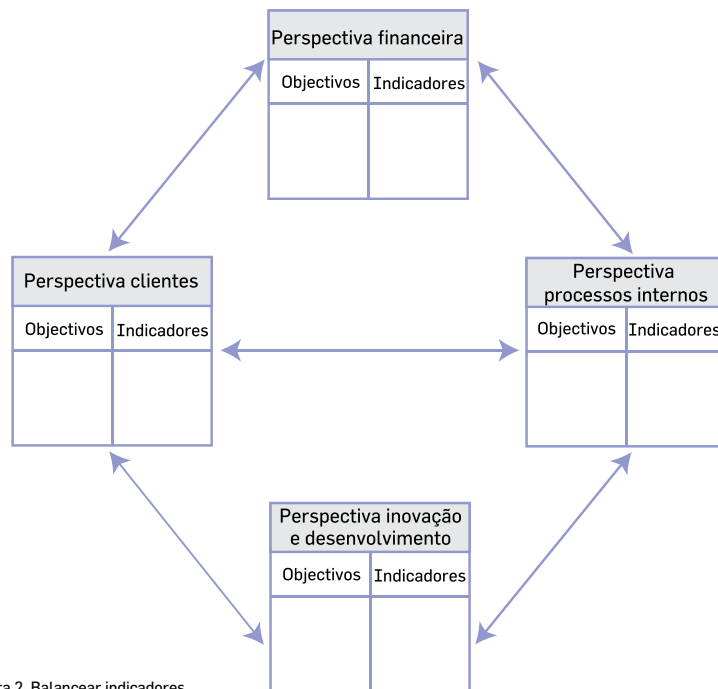 Perspectiva financeira
Objectivos Indicadores
Perspectiva clientes
Objectivos Indicadores
Perspectiva
processos internos
Objectivos Indicadores
Perspectiva inovação
e desenvolvimento
Objectivos Indicadores
2. Balancear indicadores